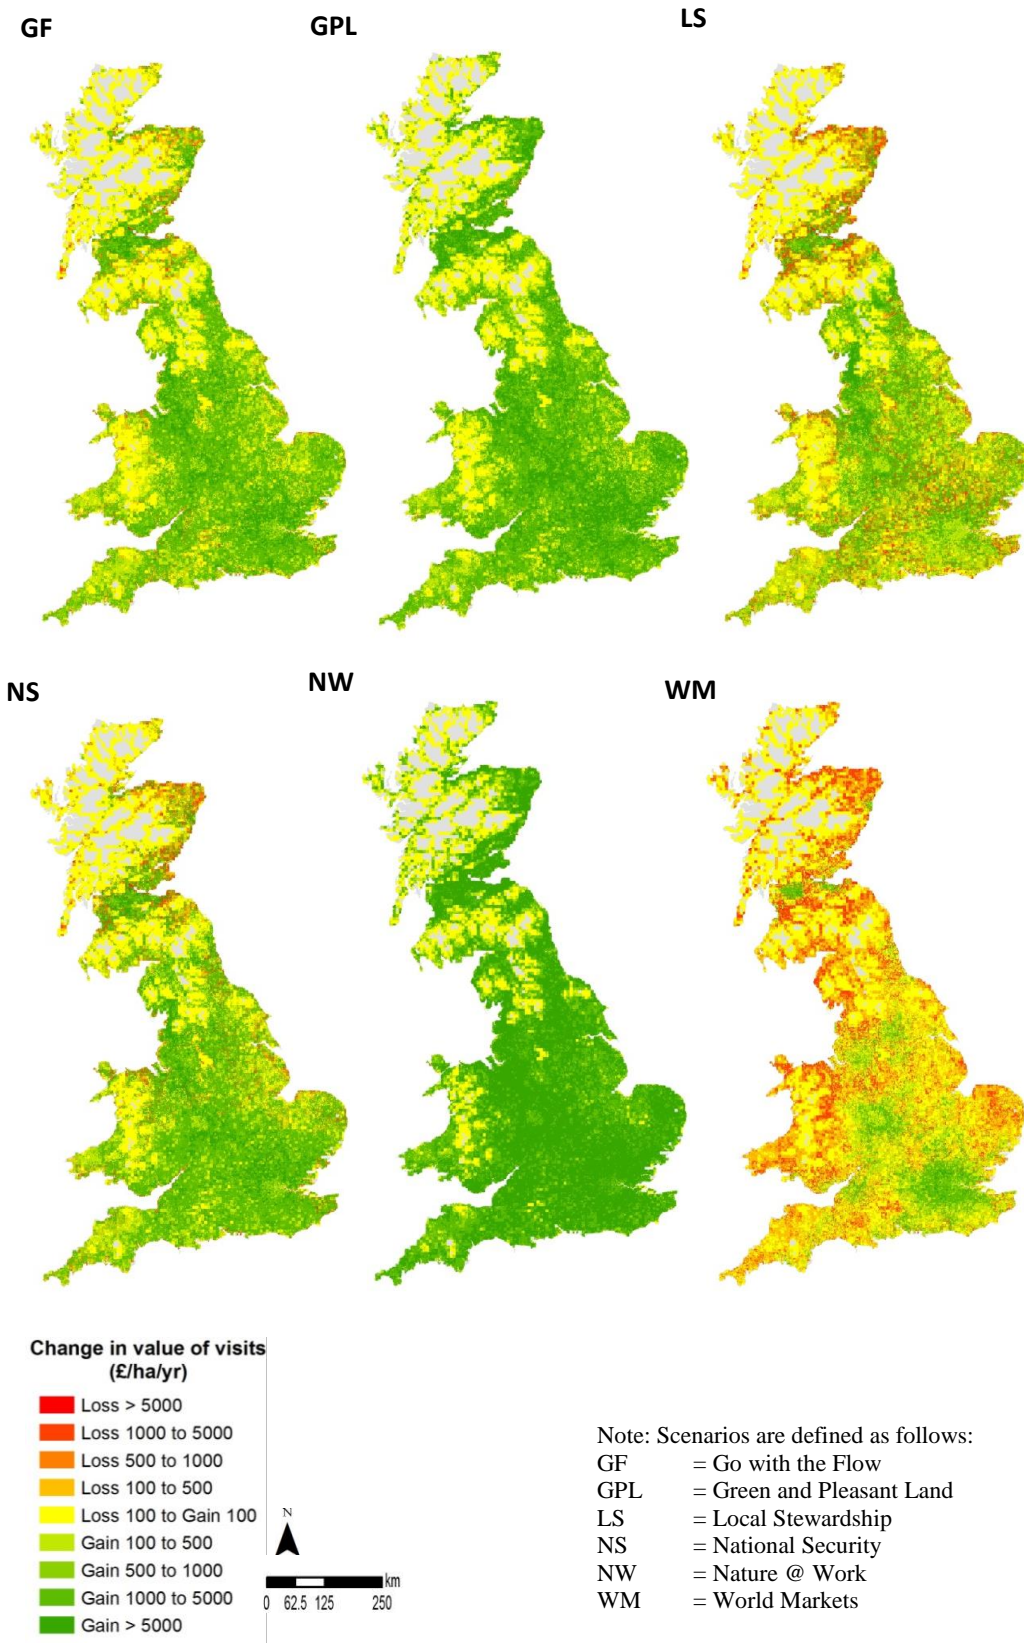 GF
GPL
LS
NS
NW
WM
Change in value of visits
(£/ha/yr)
Loss > 5000
Loss 1000 to 5000
Loss 500 to 1000
Loss 100 to 500
Loss 100 to Gain 100
Gain 100 to 500
Gain 500 to 1000
Gain 1000 to 5000
Gain > 5000
N
km
0 62.5 125 250
Note: Scenarios are defined as follows:
GF = Go with the Flow
GPL = Green and Pleasant Land
LS = Local Stewardship
NS = National Security
NW = Nature @ Work
WM = World Markets